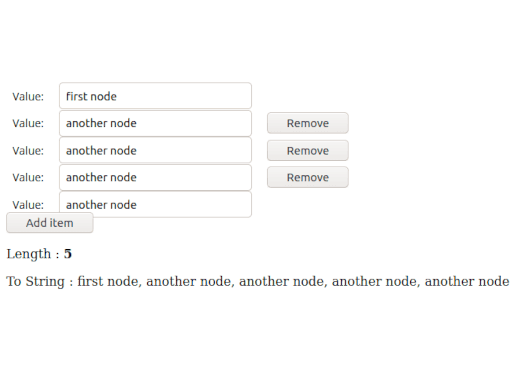 Value: first node
Value: another node Remove
Value: another node Remove
Value: another node Remove
Value: another node
Add item
Length : 5
To String : first node, another node, another node, another node, another node